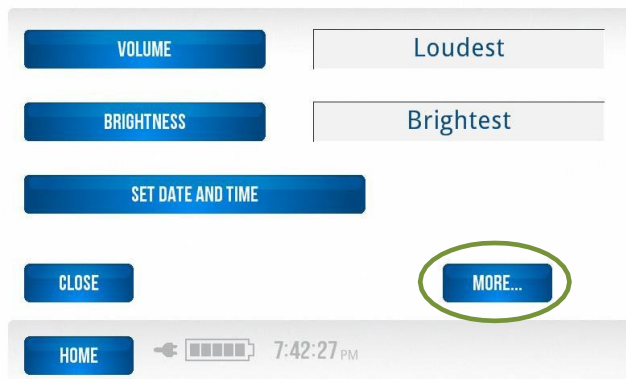 VOLUME Loudest
BRIGHTNESS Brightest
SET DATE AND TIME
CLOSE MORE...
HOME 7:42:27 PM